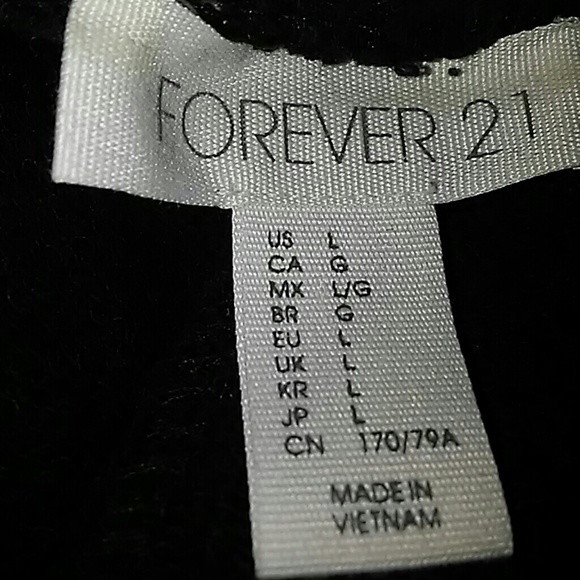 FOREVER 21
US L
CA G
MX L/G
BR G
EU L
UK L
KR L
JP L
CN 170/79A
MADE IN
VIETNAM